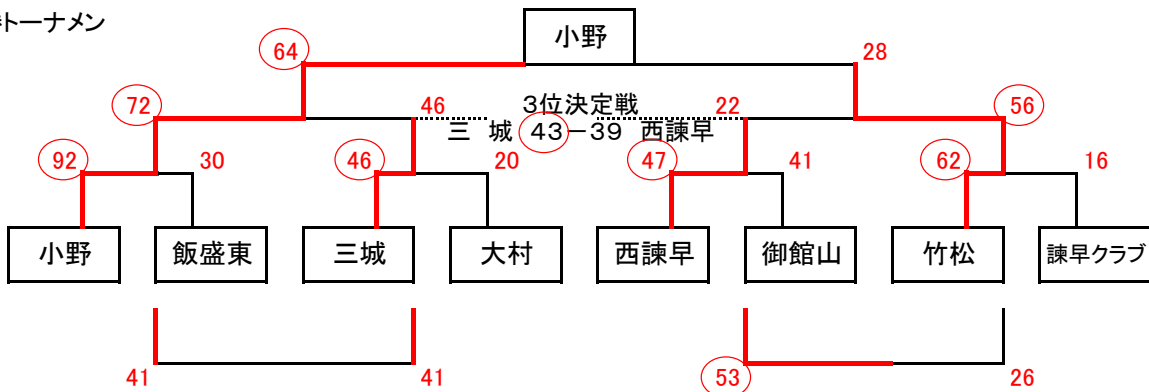 トーナメン
小野
64
28
72
46
3位決定戦
22
56
三 城 43－39 西諫早
92
30
46
20
47
41
62
16
小野
飯盛東
三城
大村
西諫早
御館山
竹松
諫早クラブ
41
41
53
26